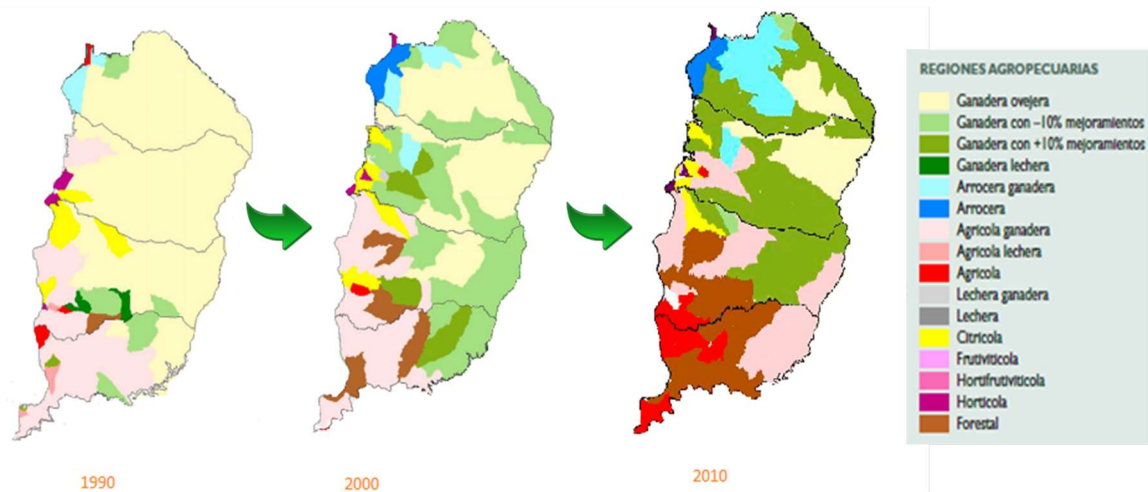 REGIONES AGROPECUARIAS
Ganadera ovejera
Ganadera con –10% mejoramientos
Ganadera con +10% mejoramientos
Ganadera lechera
Arrocera ganadera
Arrocera
Agrícola ganadera
Agrícola lechera
Agrícola
Lechera ganadera
Lechera
Citrícola
Frutivitícola
Hortifrutivitícola
Hortícola
Forestal
1990
2000
2010